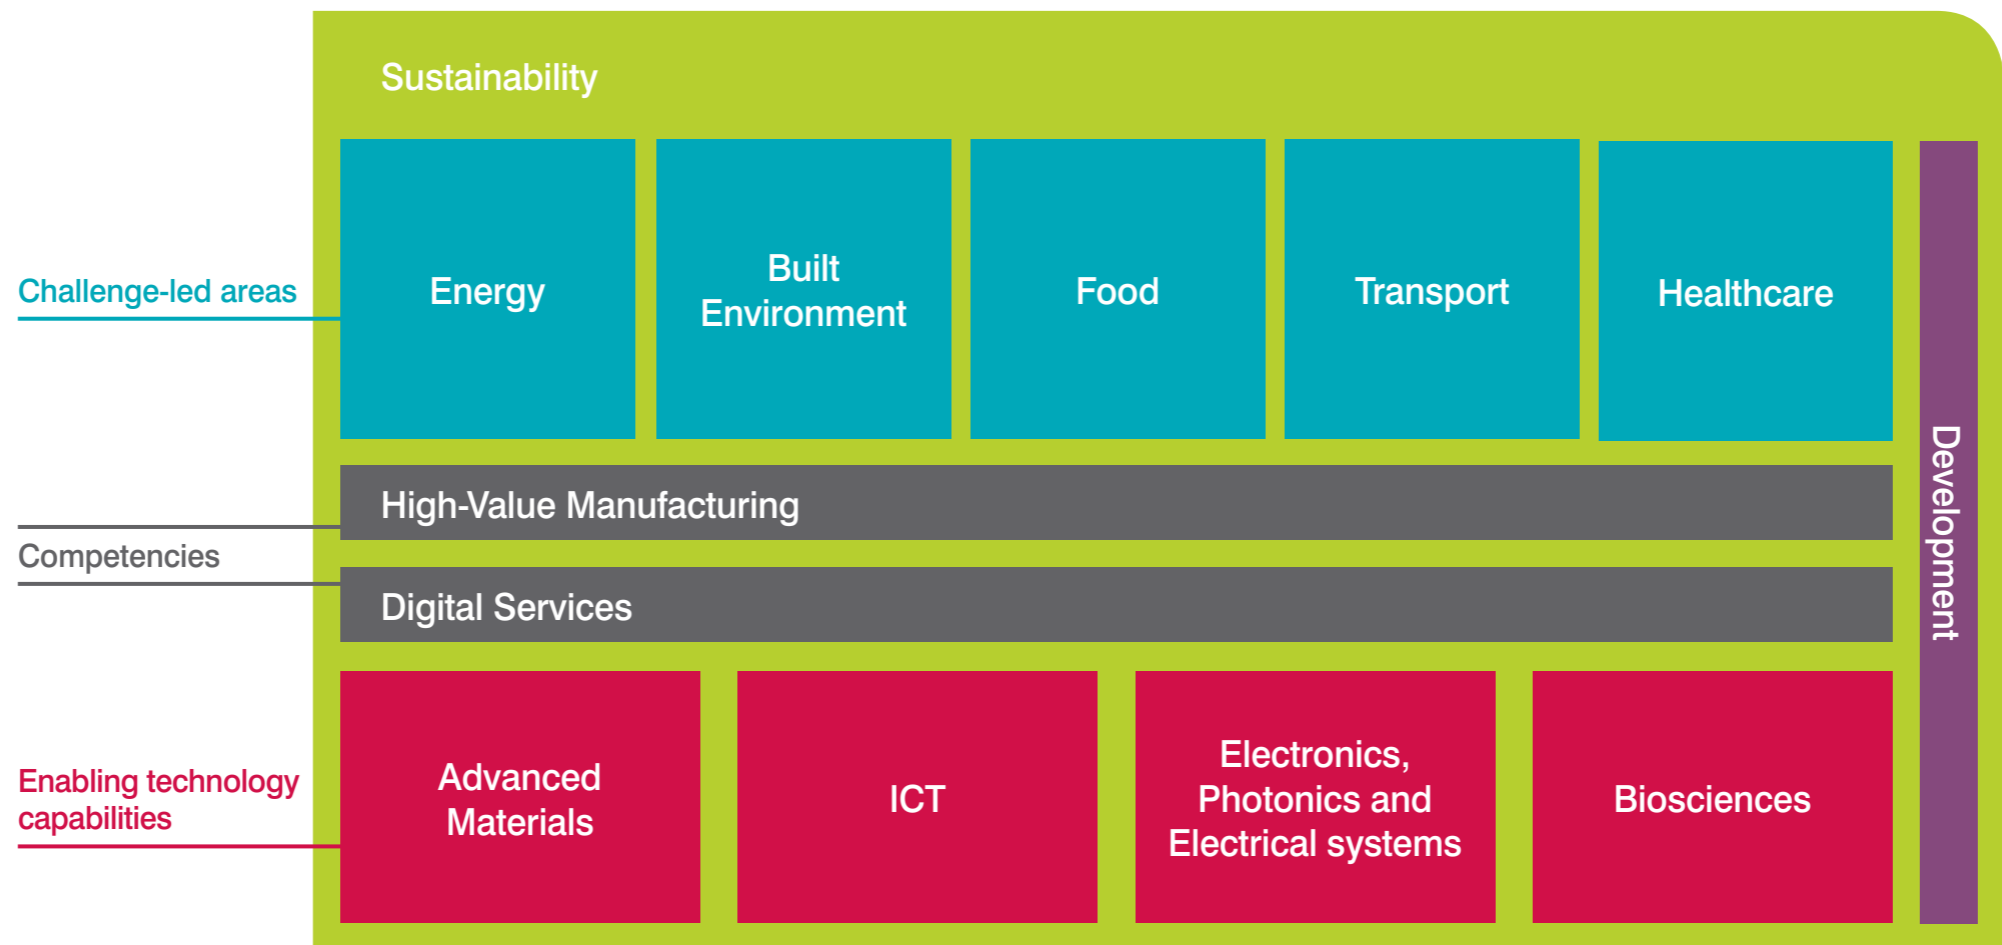 Sustainability
Challenge-led areas
Energy
Built
Environment
Food
Transport
Healthcare
Development
Competencies
High-Value Manufacturing
Digital Services
Enabling technology
capabilities
Advanced
Materials
ICT
Electronics,
Photonics and
Electrical systems
Biosciences